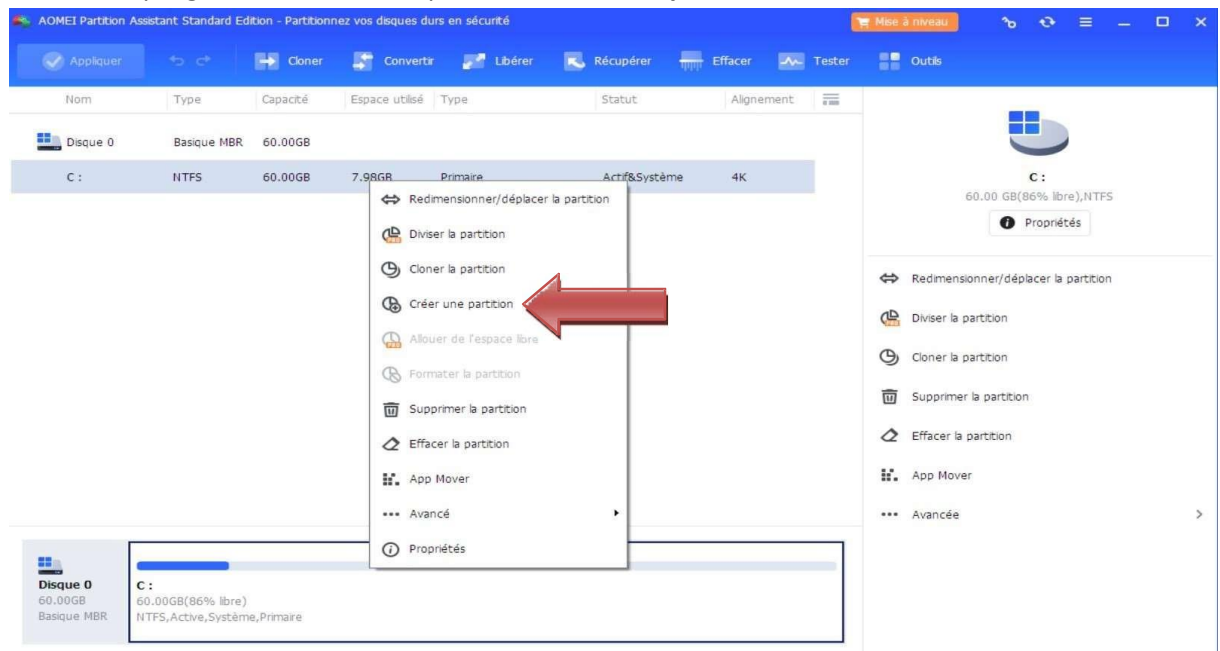 AOMEI Partition Assistant Standard Edition - Partitionnez vos disques durs en sécurité
Mise à niveau
Appliquer
Cloner
Convertir
Libérer
Récupérer
Effacer
Tester
Outils
Nom Type Capacité Espace utilisé Type Statut Alignement
Disque 0 Basique MBR 60.00GB
C : NTFS 60.00GB 7.98GB Primaire Actif&Système 4K
Redimensionner/déplacer la partition
Diviser la partition
Cloner la partition
Créer une partition
Allouer de l'espace libre
Formater la partition
Supprimer la partition
Effacer la partition
App Mover
Avancé
Propriétés
C :
60.00 GB(86% libre),NTFS
Propriétés
Redimensionner/déplacer la partition
Diviser la partition
Cloner la partition
Supprimer la partition
Effacer la partition
App Mover
Avancée
Disque 0
60.00GB
Basique MBR
C :
60.00GB(86% libre)
NTFS,Active,Système,Primaire